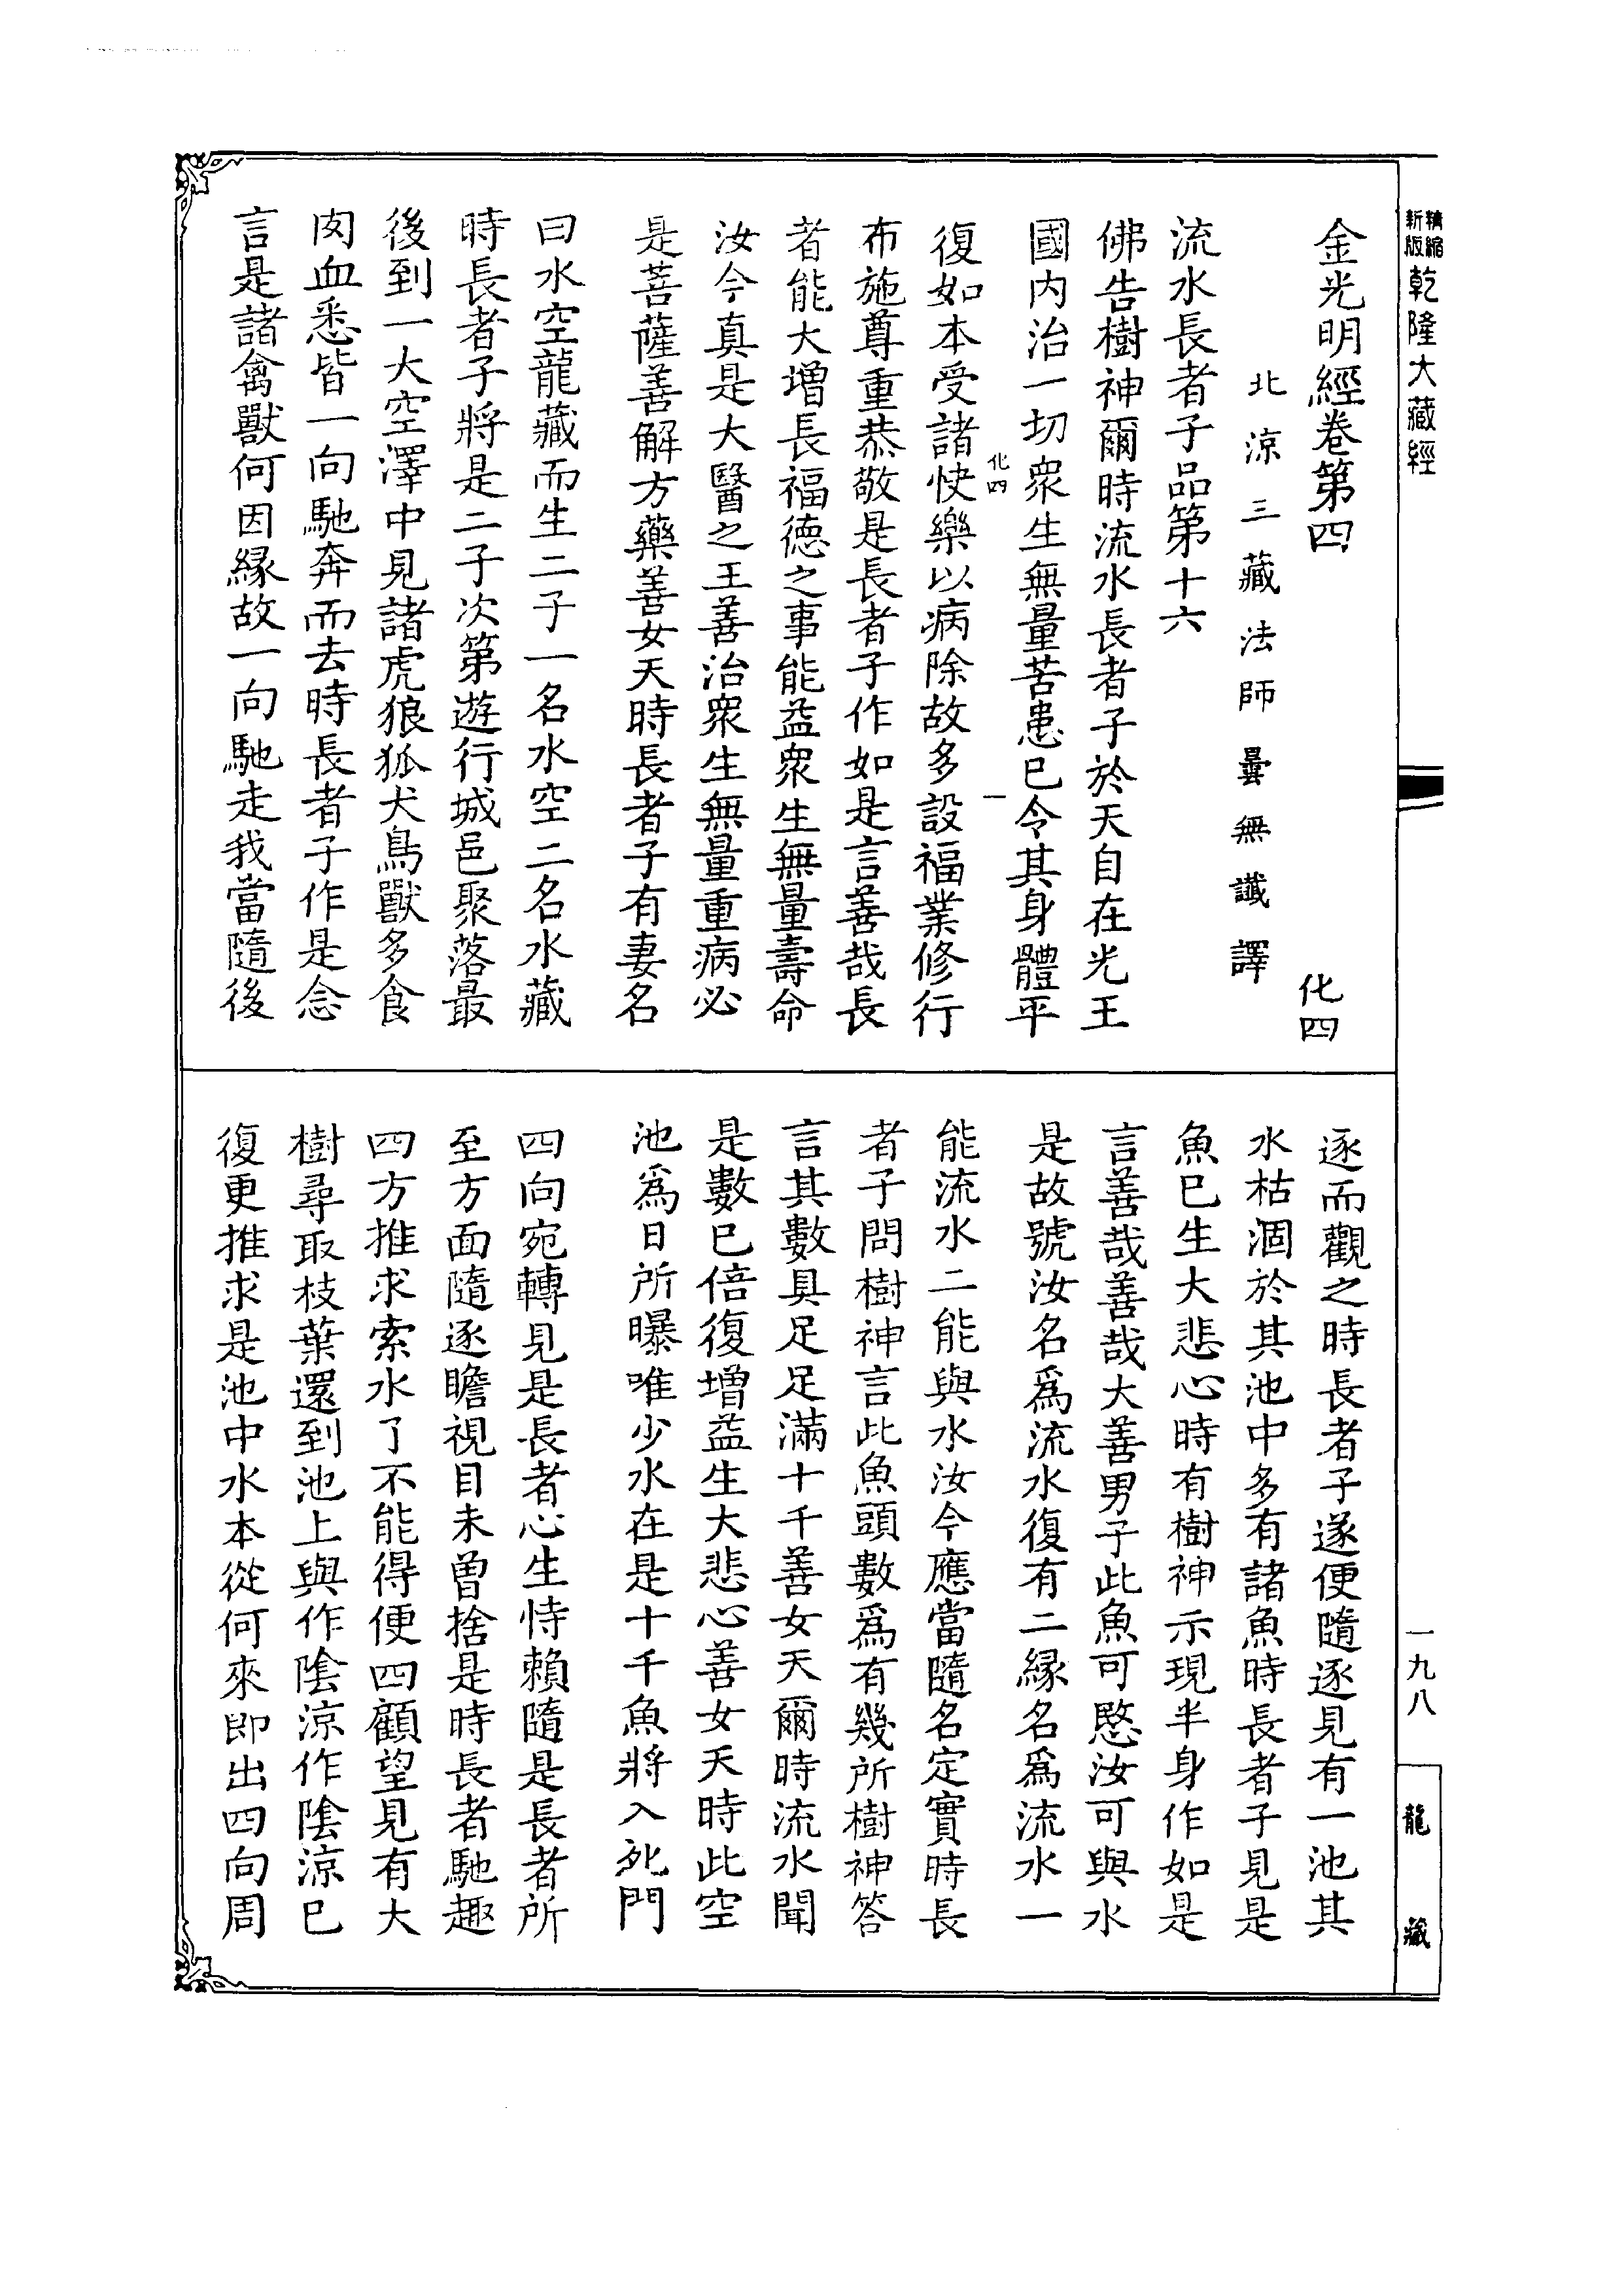 精縮新版乾隆大藏經
金光明經卷第四　化四
北涼三藏法師曇無讖譯
流水長者子品第十六
佛告樹神爾時流水長者子於天自在光王
國内治一切衆生無量苦患已令其身體平
化四　一
復如本受諸快樂以病除故多設福業修行
布施尊重恭敬是長者子作如是言善哉長
者能大増長福德之事能益衆生無量壽命
汝今真是大醫之王善治衆生無量重病必
是菩薩善解方藥善女天時長者子有妻名
曰水空龍藏而生二子一名水空二名水藏
時長者子將是二子次第遊行城邑聚落最
後到一大空澤中見諸虎狼狐犬鳥獸多食
肉血悉皆一向馳奔而去時長者子作是念
言是諸禽獸何因緣故一向馳走我當隨後
逐而觀之時長者子遂便隨逐見有一池其
水枯涸於其池中多有諸魚時長者子見是
魚已生大悲心時有樹神示現半身作如是
言善哉善哉大善男子此魚可愍汝可與水
是故號汝名爲流水復有二緣名爲流水一
能流水二能與水汝今應當隨名定實時長
者子問樹神言此魚頭數爲有幾所樹神答
言其數具足足滿十千善女天爾時流水聞
是數已倍復増益生大悲心善女天時此空
池爲日所曝唯少水在是十千魚將入死門
四向宛轉見是長者心生恃賴隨是長者所
至方面隨逐瞻視目未曾捨是時長者馳趣
四方推求索水了不能得便四顧望見有大
樹尋取枝葉還到池上與作陰涼作陰涼已
復更推求是池中水本從何來即出四向周
一九八
龍藏